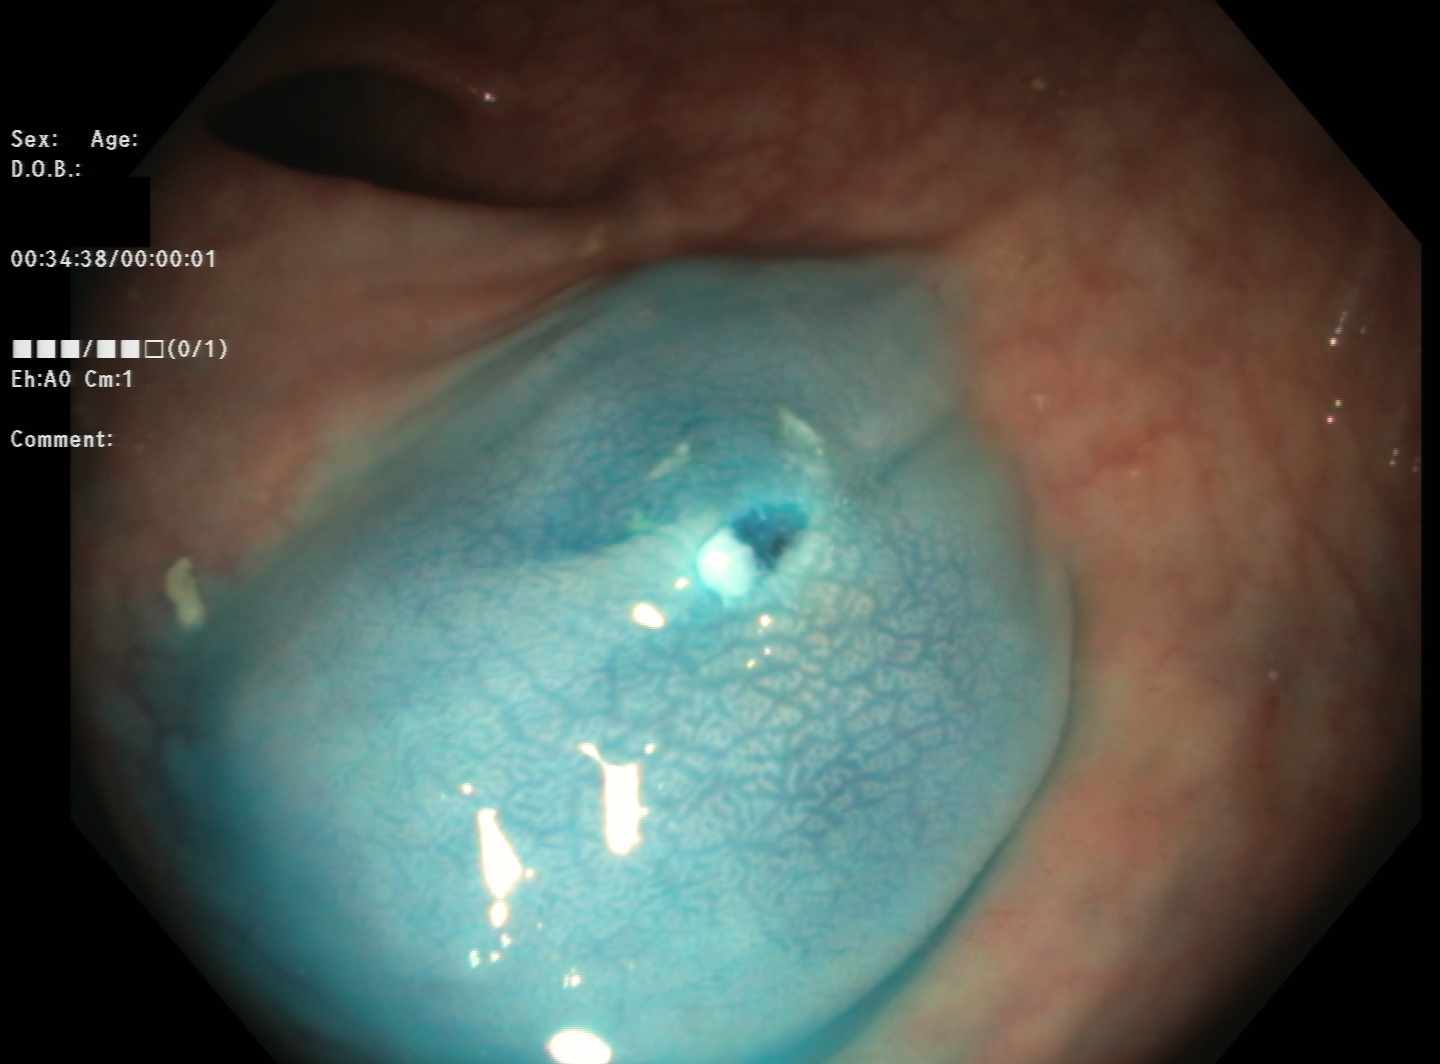 Sex: Age:
D.O.B.:
00:34:38/00:00:01
■■■/■■□(0/1)
Eh:A0 Cm:1
Comment: